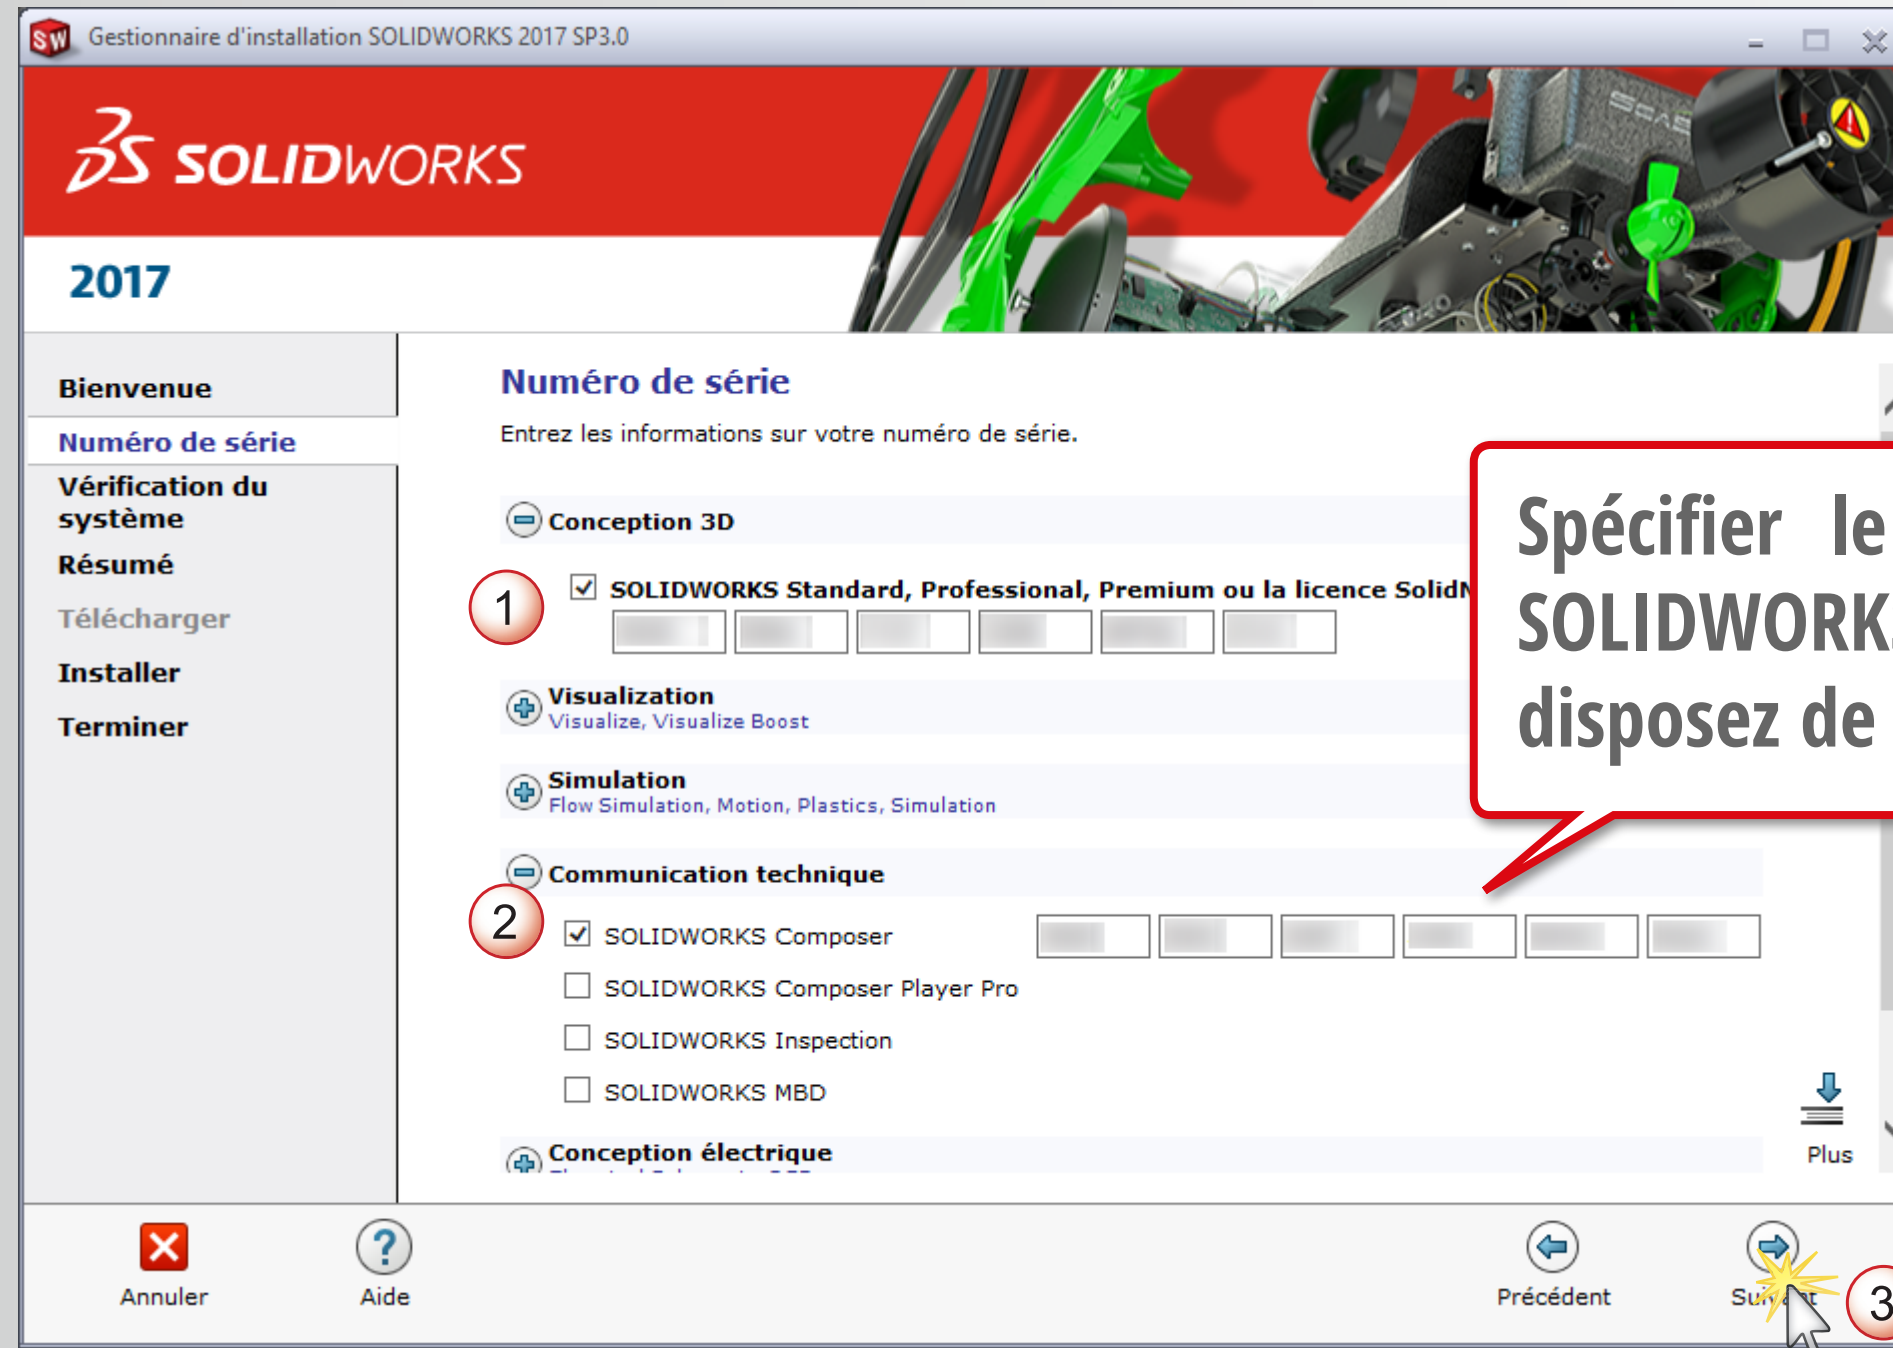 SW Gestionnaire d'installation SOLIDWORKS 2017 SP3.0
SOLIDWORKS
2017
Bienvenue
Numéro de série
Vérification du
système
Résumé
Télécharger
Installer
Terminer
Numéro de série
Entrez les informations sur votre numéro de série.
Conception 3D
1
SOLIDWORKS Standard, Professional, Premium ou la licence
Visualization
Visualize, Visualize Boost
Simulation
Flow Simulation, Motion, Plastics, Simulation
Spécifier le
SOLIDWORK
disposez de
Communication technique
2
SOLIDWORKS Composer
SOLIDWORKS Composer Player Pro
SOLIDWORKS Inspection
SOLIDWORKS MBD
Conception électrique
Plus
Annuler
Aide
Précédent
Suivant
3